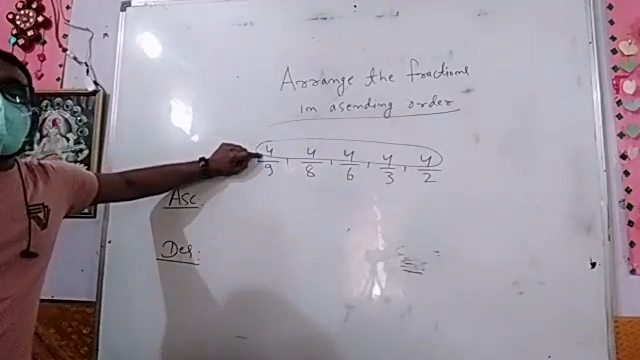 Arrange the fractions
in asending order
4/9, 4/8, 4/6, 4/3, 4/2
Asc
Des: